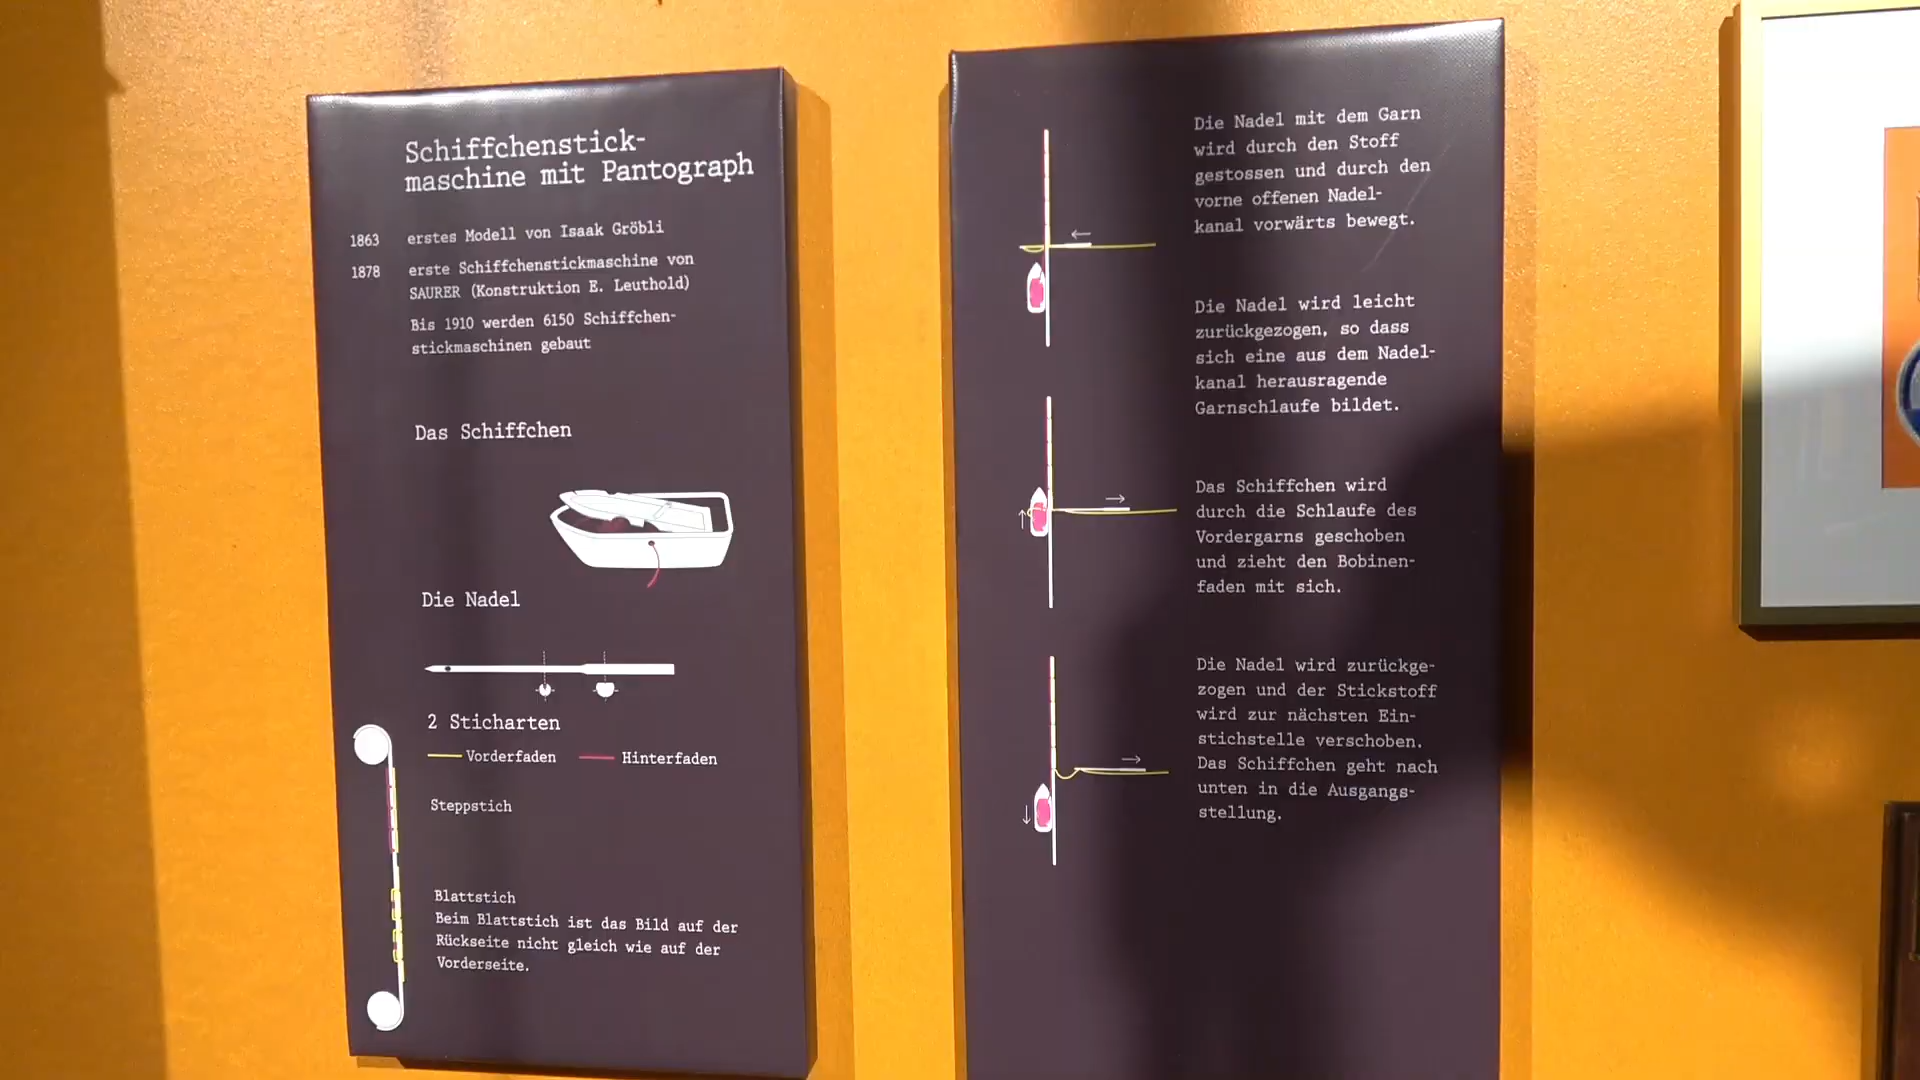 Schiffchenstick-
maschine mit Pantograph
1863 erstes Modell von Isaak Gröbli
1878 erste Schiffchenstickmaschine von
SAURER (Konstruktion E. Leuthold)
Bis 1910 werden 6150 Schiffchen-
stickmaschinen gebaut
Das Schiffchen
Die Nadel
2 Sticharten
Vorderfaden Hinterfaden
Steppstich
Blattstich
Beim Blattstich ist das Bild auf der
Rückseite nicht gleich wie auf der
Vorderseite.
Die Nadel mit dem Garn
wird durch den Stoff
gestossen und durch den
vorne offenen Nadel-
kanal vorwärts bewegt.
Die Nadel wird leicht
zurückgezogen, so dass
sich eine aus dem Nadel-
kanal herausragende
Garnschlaufe bildet.
Das Schiffchen wird
durch die Schlaufe des
Vordergarns geschoben
und zieht den Bobinen-
faden mit sich.
Die Nadel wird zurückge-
zogen und der Stickstoff
wird zur nächsten Ein-
stichstelle verschoben.
Das Schiffchen geht nach
unten in die Ausgangs-
stellung.